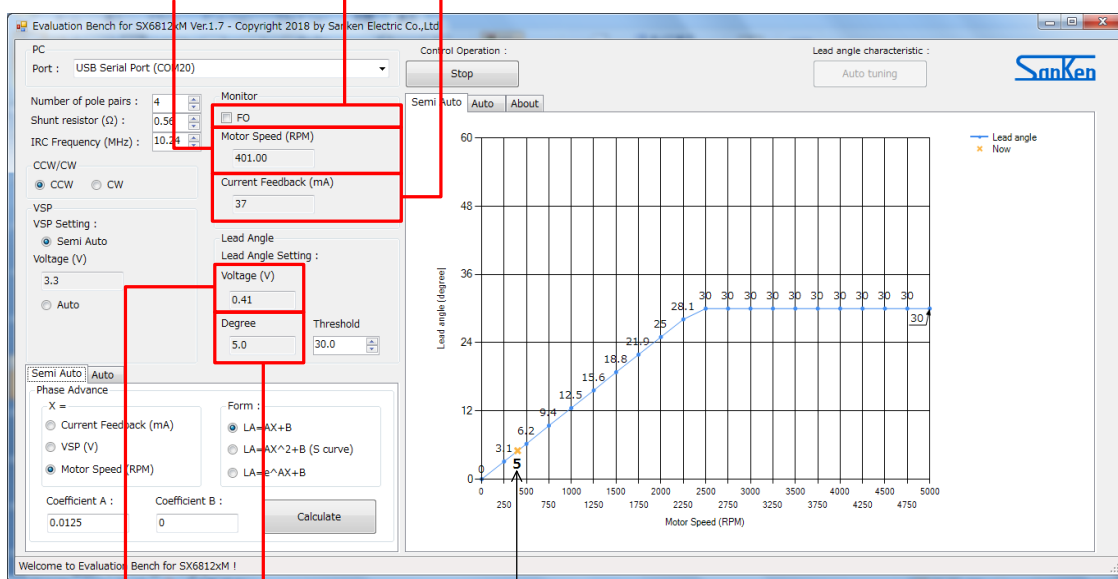 Evaluation Bench for SX6812xM Ver.1.7 - Copyright 2018 by Sanken Electric Co.,Ltd
PC
Port : USB Serial Port (COM20)
Control Operation :
Stop
Lead angle characteristic :
Auto tuning
SanKen
Number of pole pairs : 4
Shunt resistor (Ω) : 0.56
IRC Frequency (MHz) : 10.24
CCW/CW
CCW CW
VSP
VSP Setting :
Semi Auto
Voltage (V)
3.3
Auto
Monitor
FO
Motor Speed (RPM)
401.00
Current Feedback (mA)
37
Lead Angle
Lead Angle Setting :
Voltage (V)
0.41
Degree Threshold
5.0 30.0
Semi Auto Auto
Phase Advance
X =
Current Feedback (mA)
VSP (V)
Motor Speed (RPM)
Form :
LA=AX+B
LA=AX^2+B (S curve)
LA=e^AX+B
Coefficient A : Coefficient B :
0.0125 0
Calculate
Semi Auto Auto About
Lead angle
Now
Lead angle (degree)
60
48
36
24
12
0
0 3.1 6.2 9.4 12.5 15.6 18.8 21.9 25 28.1 30 30 30 30 30 30 30 30 30 30 30
5
0 500 1000 1500 2000 2500 3000 3500 4000 4500 5000
250 750 1250 1750 2250 2750 3250 3750 4250 4750
Motor Speed (RPM)
Welcome to Evaluation Bench for SX6812xM !